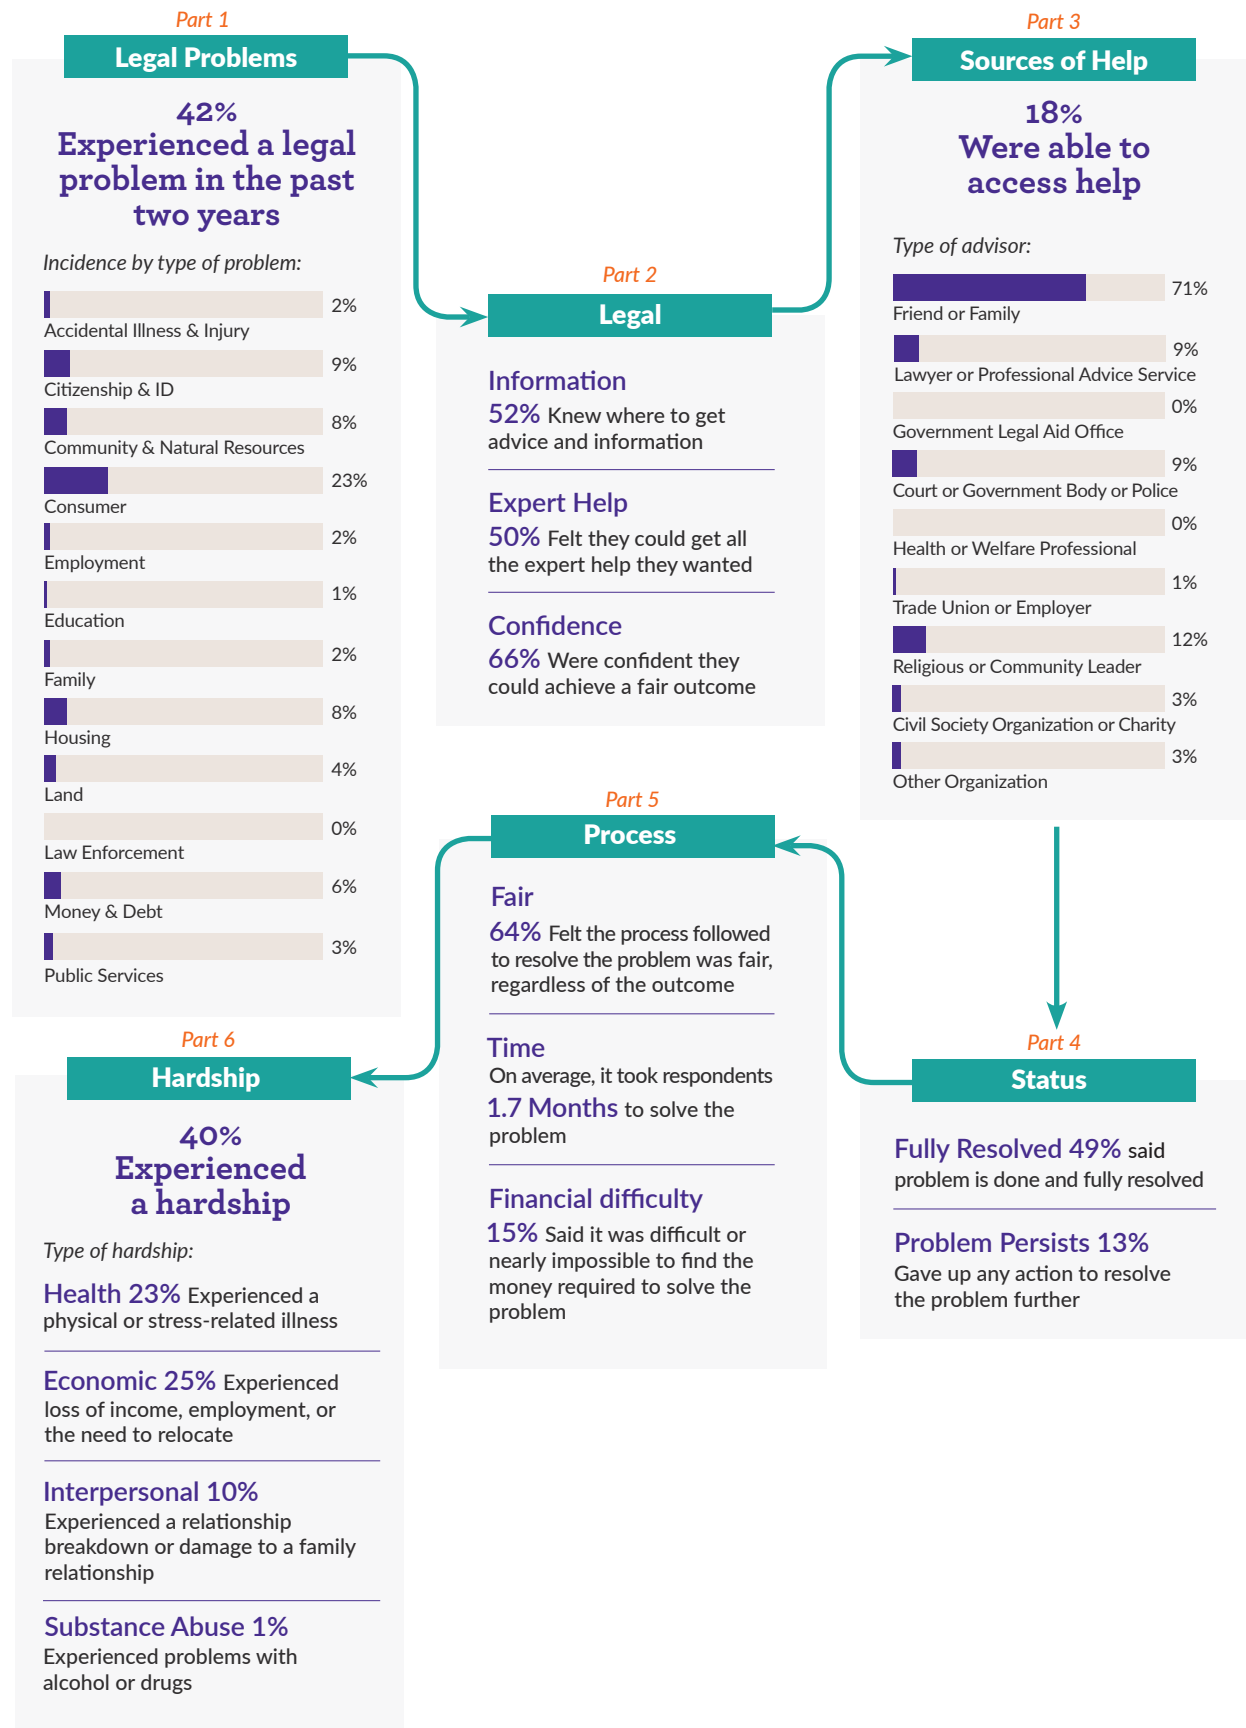 Part 1
Legal Problems
42%
Experienced a legal
problem in the past
two years
Incidence by type of problem:
2%
Accidental Illness & Injury
9%
Citizenship & ID
8%
Community & Natural Resources
23%
Consumer
2%
Employment
1%
Education
2%
Family
8%
Housing
4%
Land
0%
Law Enforcement
6%
Money & Debt
3%
Public Services
Part 2
Legal
Information
52% Knew where to get
advice and information
Expert Help
50% Felt they could get all
the expert help they wanted
Confidence
66% Were confident they
could achieve a fair outcome
Part 3
Sources of Help
18%
Were able to
access help
Type of advisor:
71%
Friend or Family
9%
Lawyer or Professional Advice Service
0%
Government Legal Aid Office
9%
Court or Government Body or Police
0%
Health or Welfare Professional
1%
Trade Union or Employer
12%
Religious or Community Leader
3%
Civil Society Organization or Charity
3%
Other Organization
Part 4
Status
Fully Resolved 49% said
problem is done and fully resolved
Problem Persists 13%
Gave up any action to resolve
the problem further
Part 5
Process
Fair
64% Felt the process followed
to resolve the problem was fair,
regardless of the outcome
Time
On average, it took respondents
1.7 Months to solve the
problem
Financial difficulty
15% Said it was difficult or
nearly impossible to find the
money required to solve the
problem
Part 6
Hardship
40%
Experienced
a hardship
Type of hardship:
Health 23% Experienced a
physical or stress-related illness
Economic 25% Experienced
loss of income, employment, or
the need to relocate
Interpersonal 10%
Experienced a relationship
breakdown or damage to a family
relationship
Substance Abuse 1%
Experienced problems with
alcohol or drugs